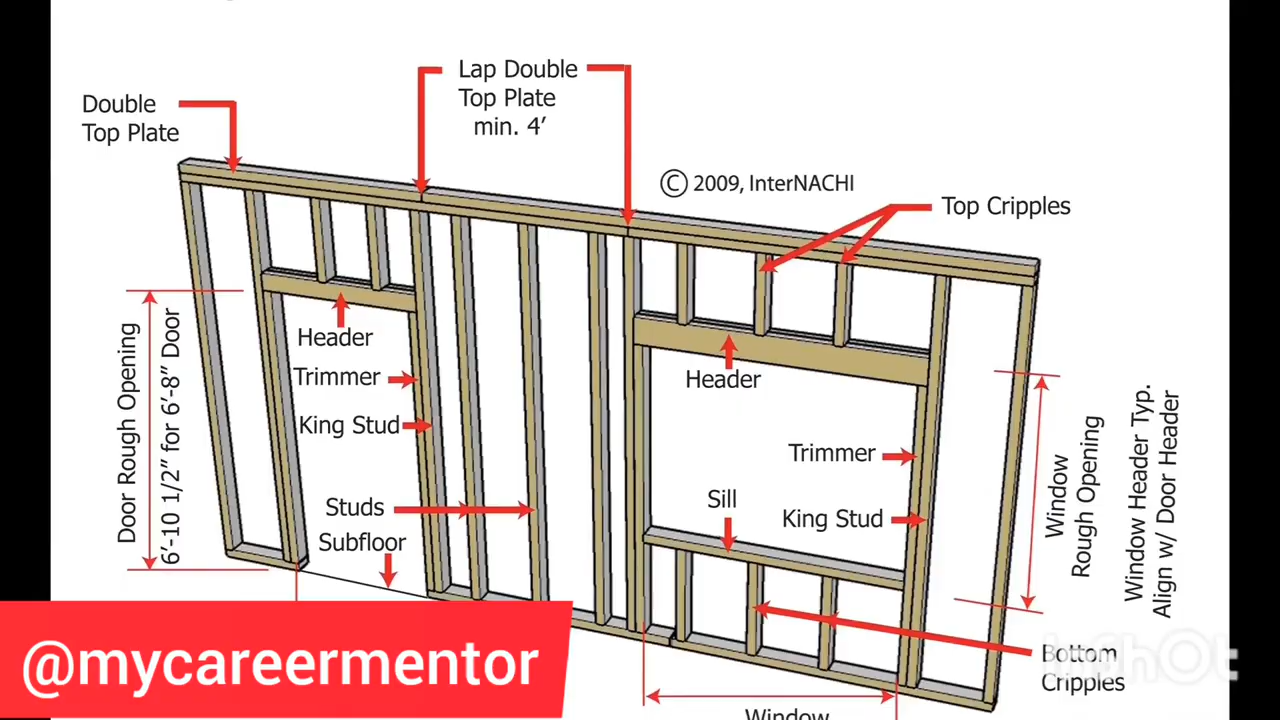 Lap Double
Top Plate
min. 4’
Double
Top Plate
© 2009, InterNACHI
Top Cripples
Header
Trimmer
King Stud
Studs
Subfloor
Door Rough Opening
6’-10 1/2” for 6’-8” Door
Header
Trimmer
Sill
King Stud
Window
Rough Opening
Window Header Typ.
Align w/ Door Header
Bottom
Cripples
Window
@mycareermentor